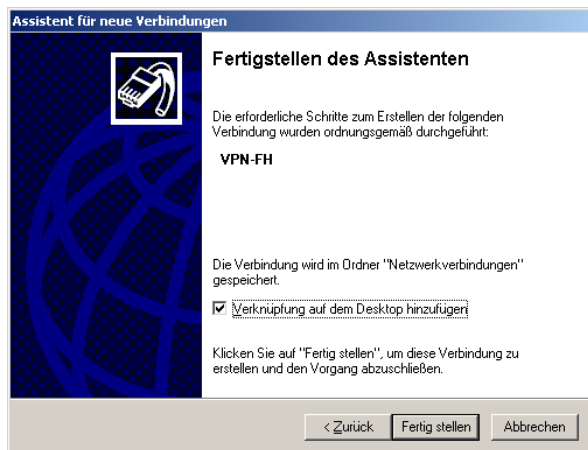 Assistent für neue Verbindungen
Fertigstellen des Assistenten
Die erforderliche Schritte zum Erstellen der folgenden
Verbindung wurden ordnungsgemäß durchgeführt:
VPN-FH
Die Verbindung wird im Ordner "Netzwerkverbindungen"
gespeichert.
Verknüpfung auf dem Desktop hinzufügen
Klicken Sie auf "Fertig stellen", um diese Verbindung zu
erstellen und den Vorgang abzuschließen.
< Zurück Fertig stellen Abbrechen